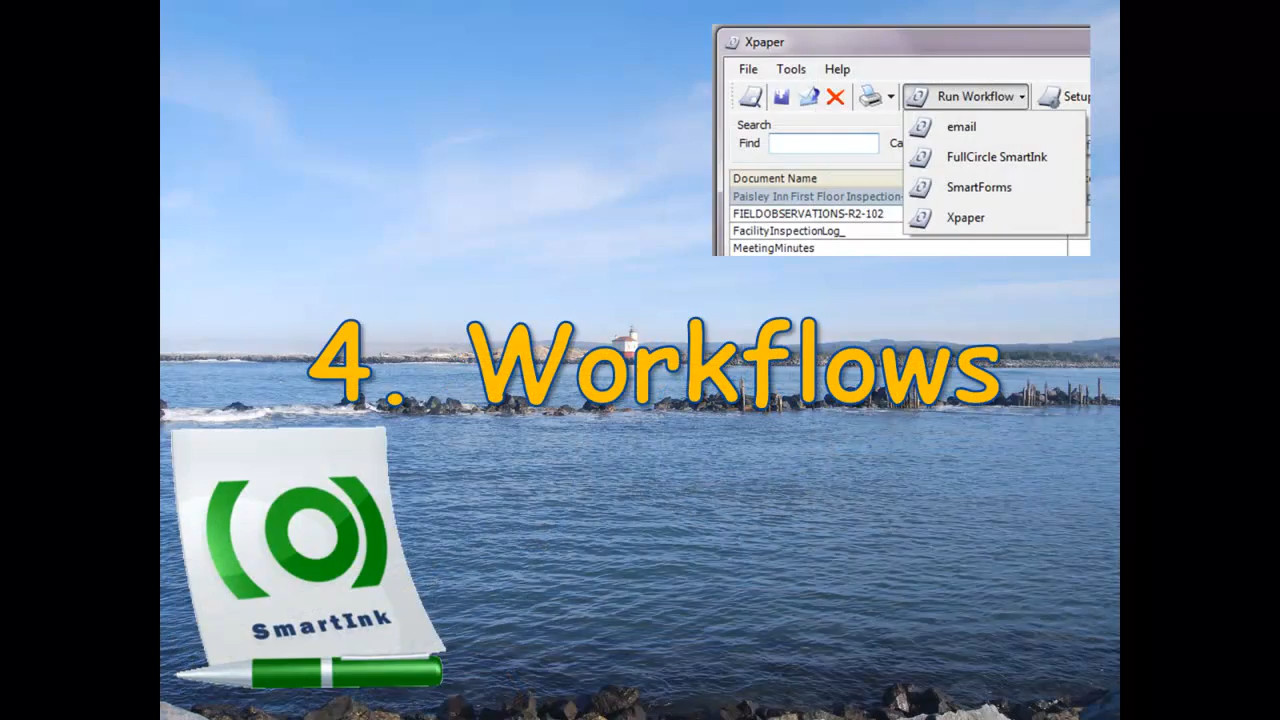 Xpaper
File Tools Help
Run Workflow Setup
Search
Find Ca
email
FullCircle SmartInk
SmartForms
Xpaper
Document Name
Paisley Inn First Floor Inspection-
FIELDOBSERVATIONS-R2-102
FacilityInspectionLog_
MeetingMinutes
4. Workflows
SmartInk